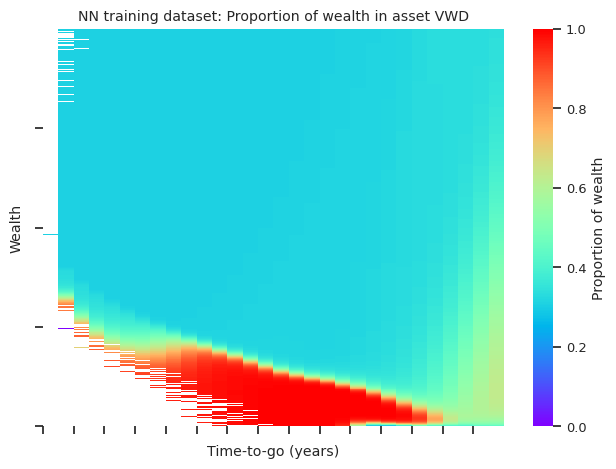 NN training dataset: Proportion of wealth in asset VWD
Wealth
Time-to-go (years)
1.0
0.8
0.6
0.4
0.2
0.0
Proportion of wealth